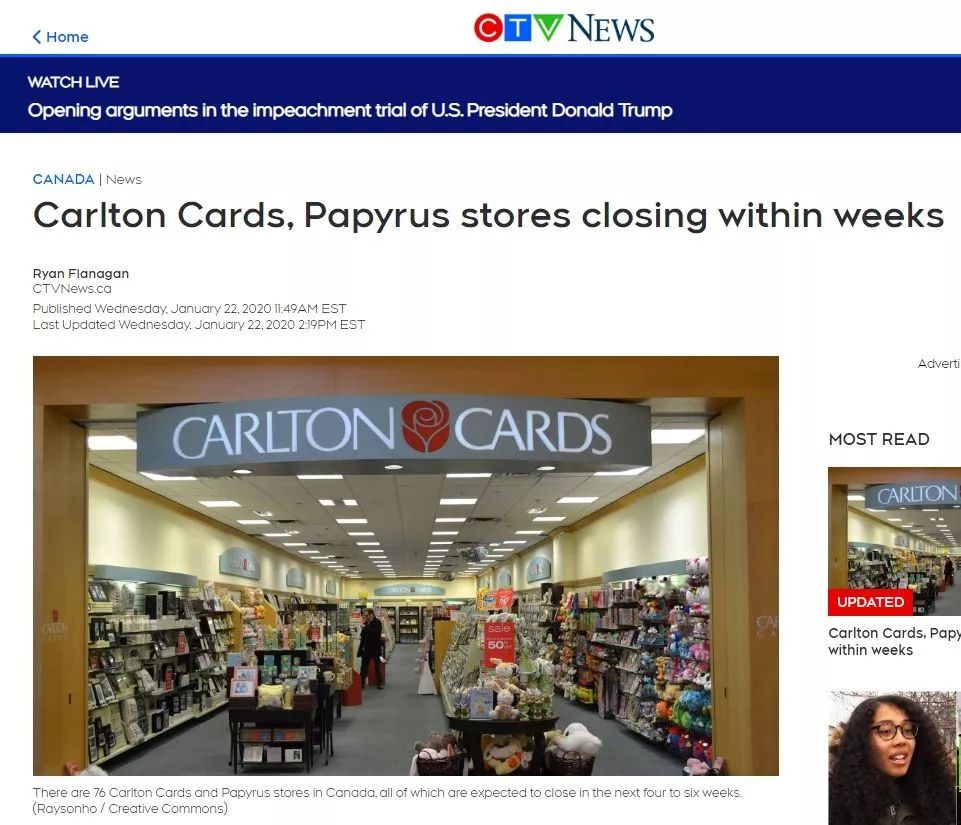 Home
CTV NEWS
WATCH LIVE
Opening arguments in the impeachment trial of U.S. President Donald Trump
CANADA | News
Carlton Cards, Papyrus stores closing within weeks
Ryan Flanagan
CTVNews.ca
Published Wednesday, January 22, 2020 11:49AM EST
Last Updated Wednesday, January 22, 2020 2:19PM EST
Adverti
CARLTON CARDS
CARLTON CARDS
sale
50%
CARLTON
There are 76 Carlton Cards and Papyrus stores in Canada, all of which are expected to close in the next four to six weeks.
(Raysonho / Creative Commons)
MOST READ
CARLTON
UPDATED
Carlton Cards, Papy
within weeks